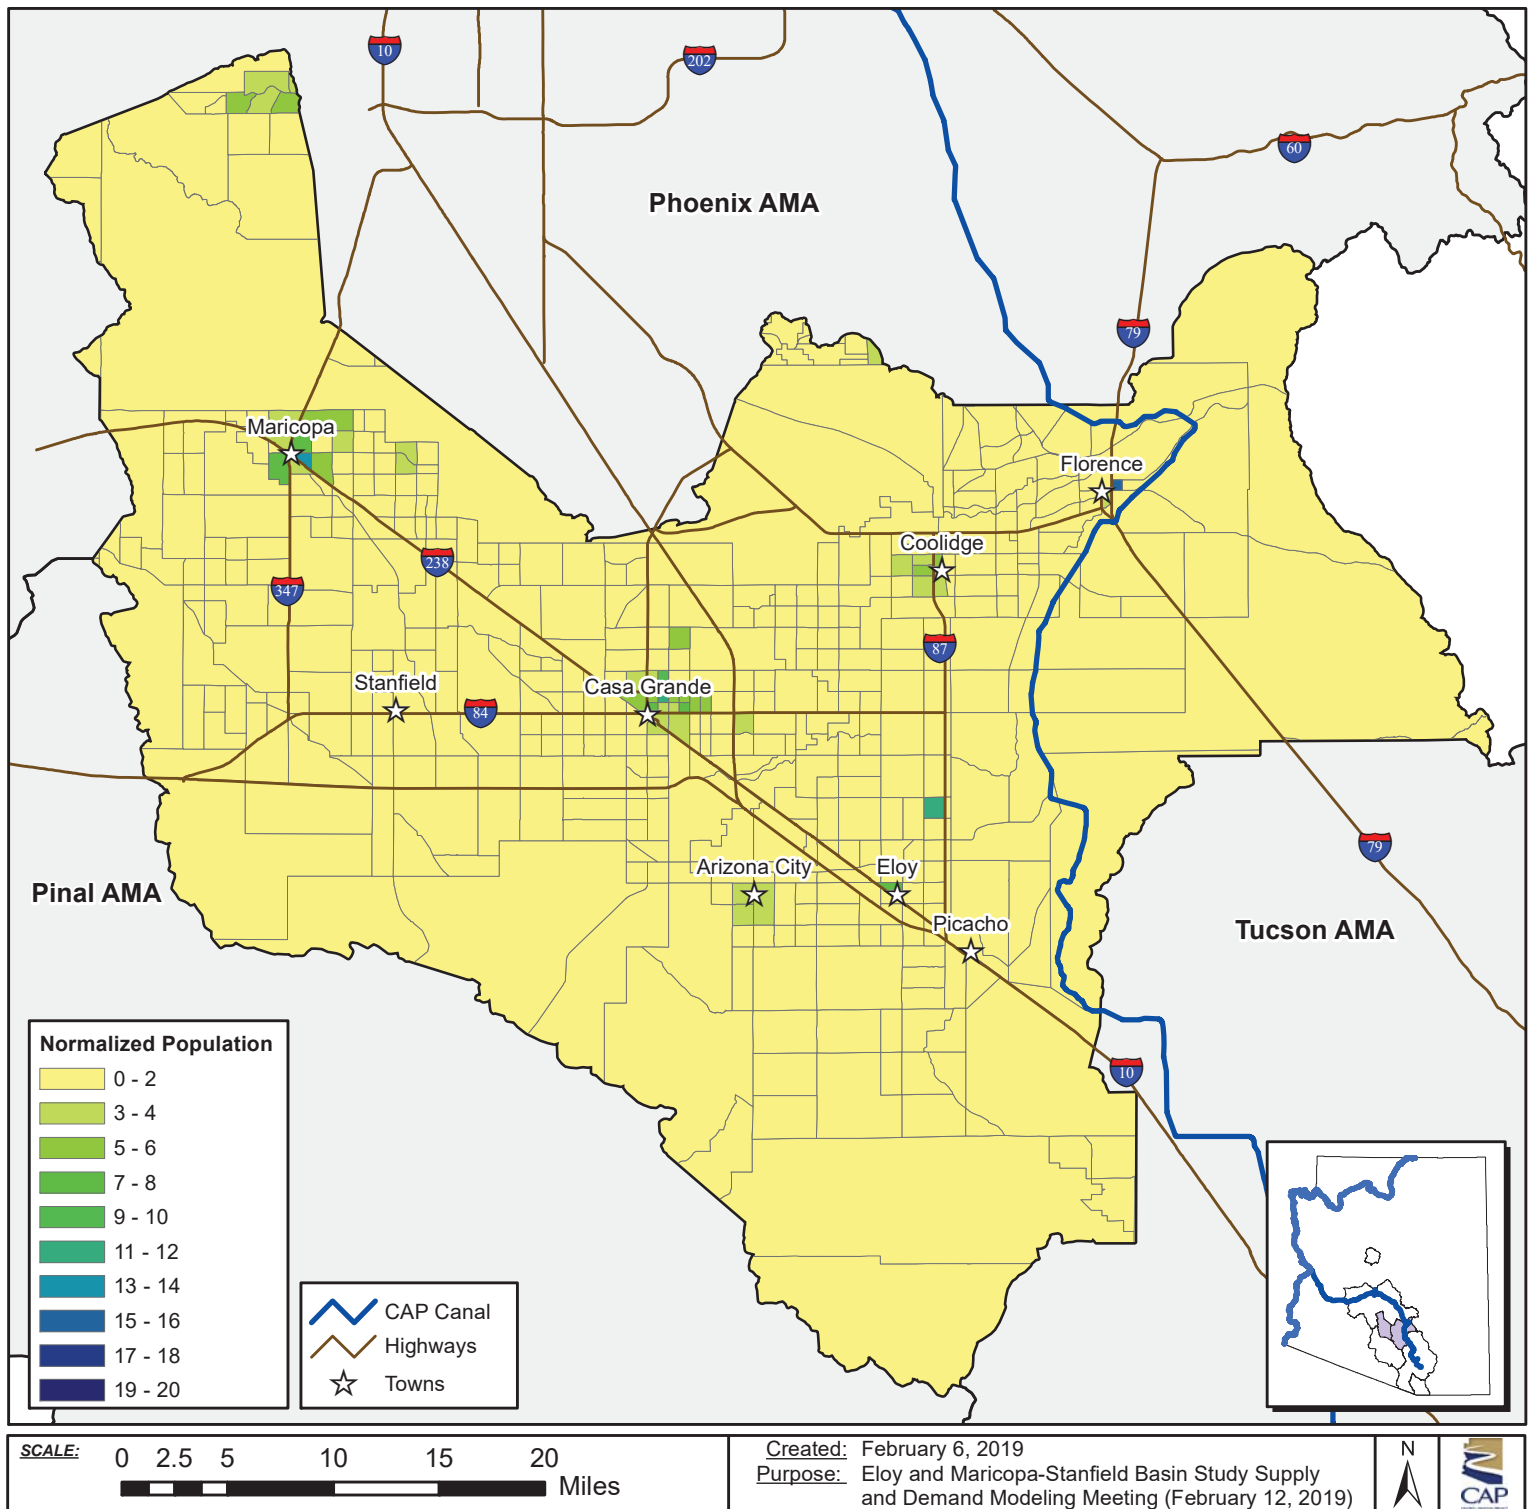 10
202
60
Phoenix AMA
79
Maricopa
Florence
Coolidge
238
347
87
Stanfield
Casa Grande
84
79
Arizona City
Eloy
Pinal AMA
Picacho
Tucson AMA
10
Normalized Population
0 - 2
3 - 4
5 - 6
7 - 8
9 - 10
11 - 12
13 - 14
15 - 16
17 - 18
19 - 20
CAP Canal
Highways
Towns
SCALE:
0 2.5 5 10 15 20
Miles
Created: February 6, 2019
Purpose: Eloy and Maricopa-Stanfield Basin Study Supply
and Demand Modeling Meeting (February 12, 2019)
N
CAP